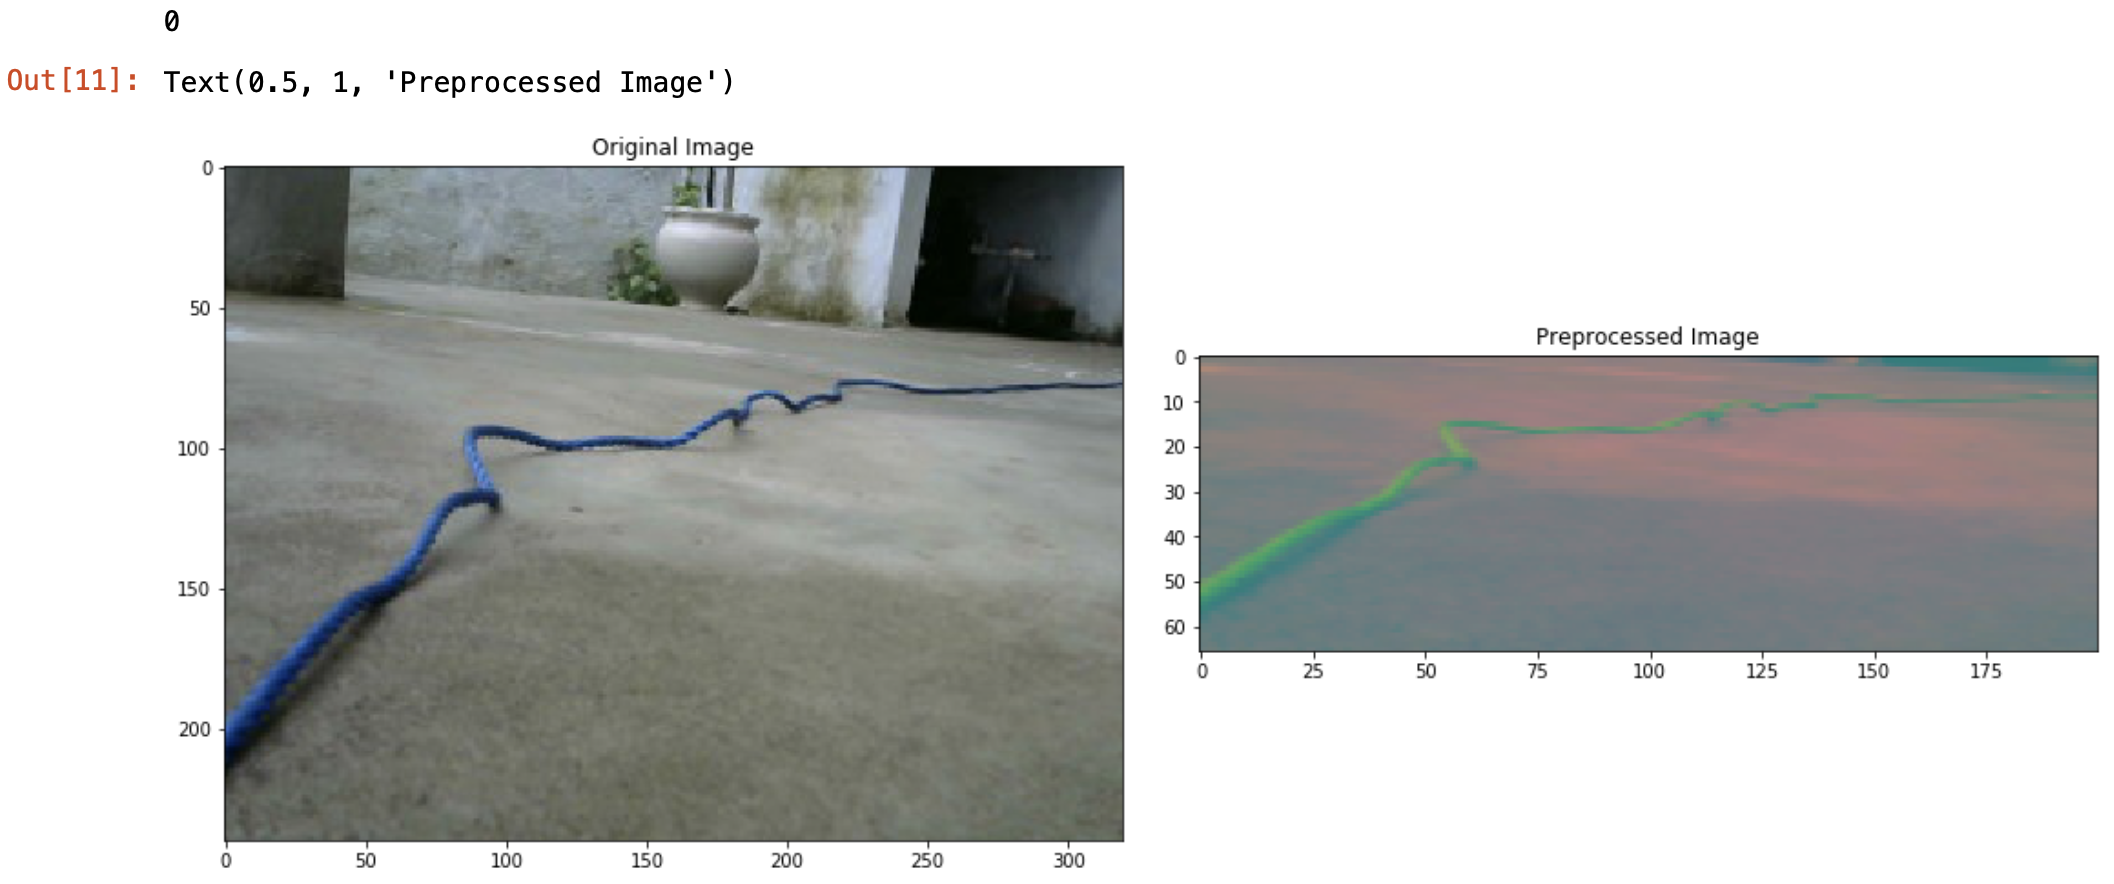 0
Out[11]: Text(0.5, 1, 'Preprocessed Image')
Original Image
0
50
100
150
200
0 50 100 150 200 250 300
Preprocessed Image
0
10
20
30
40
50
60
0 25 50 75 100 125 150 175